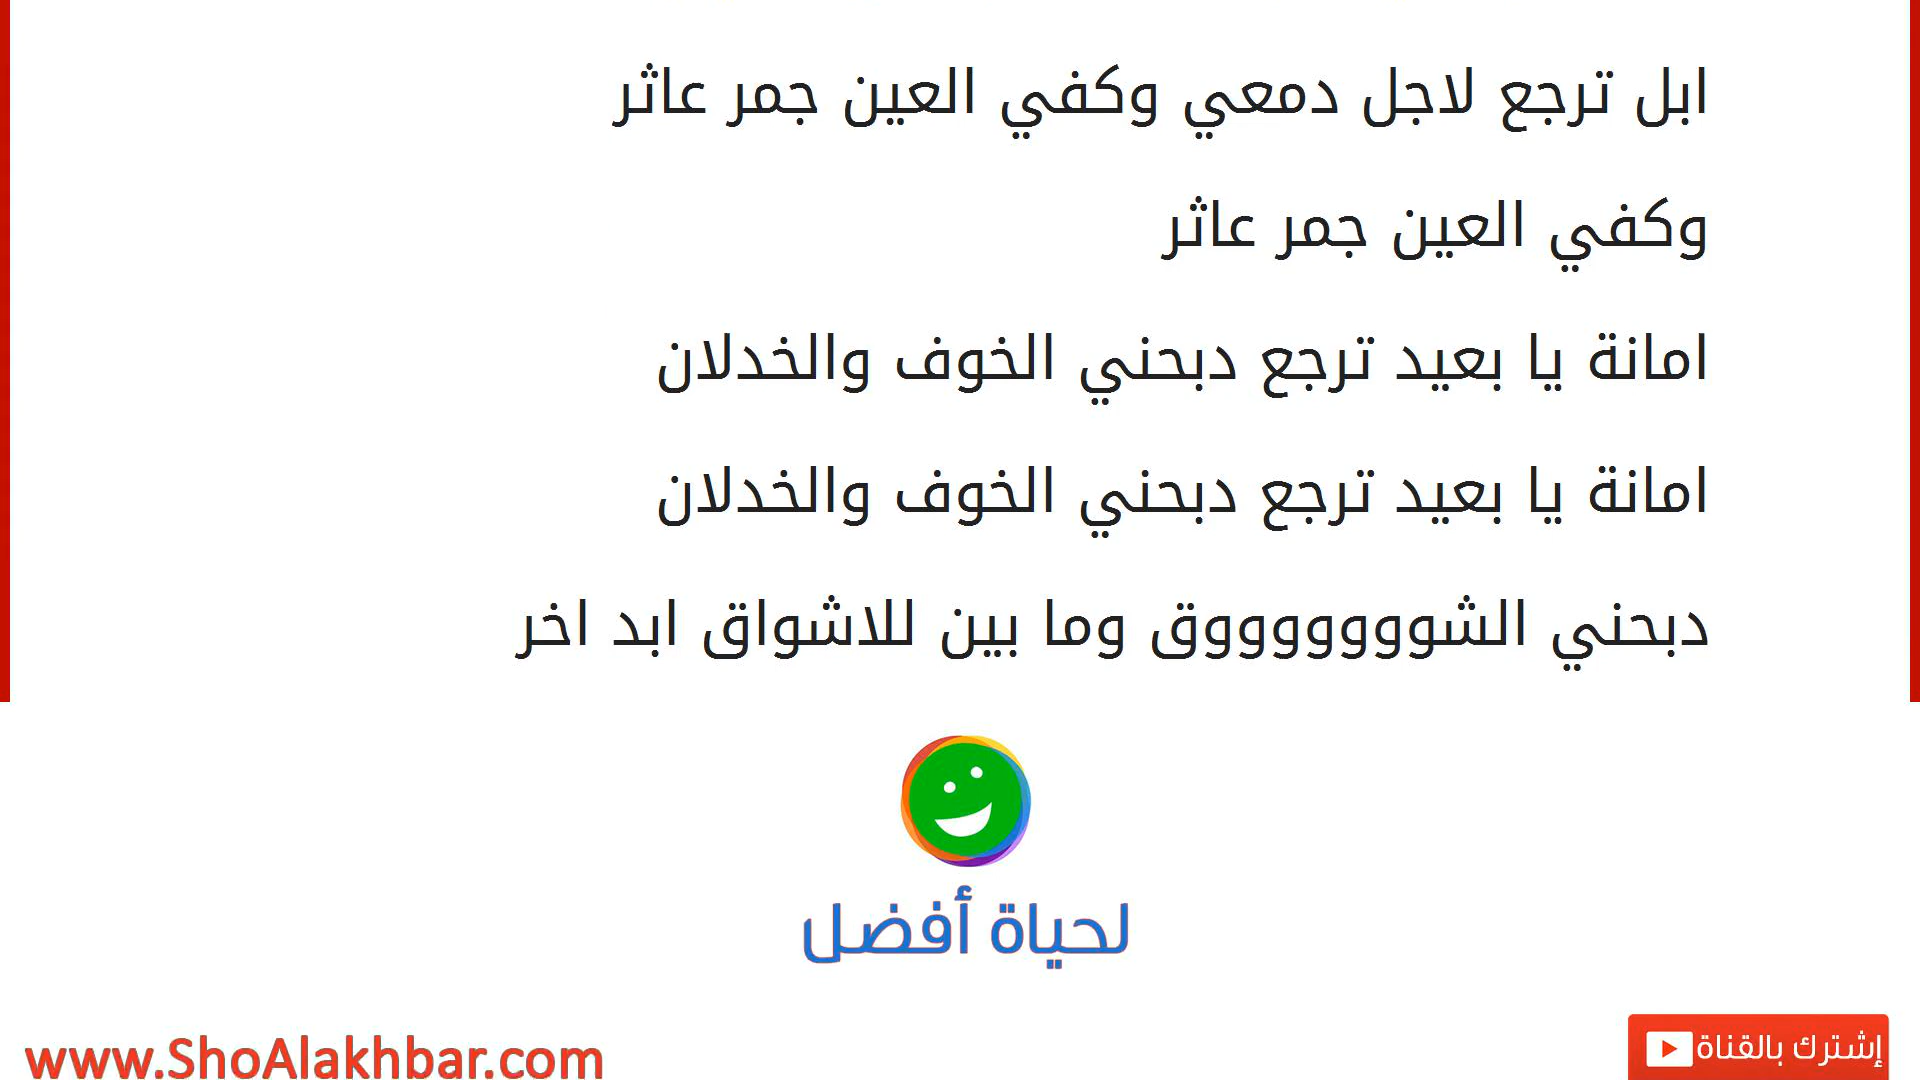 ابل ترجع لاجل دمعي وكفي العين جمر عاثر
وكفي العين جمر عاثر
امانة يا بعيد ترجع دبحني الخوف والخدلان
امانة يا بعيد ترجع دبحني الخوف والخدلان
دبحني الشوووووووق وما بين للاشواق ابد اخر
لحياة أفضل
www.ShoAlakhbar.com
إشترك بالقناة